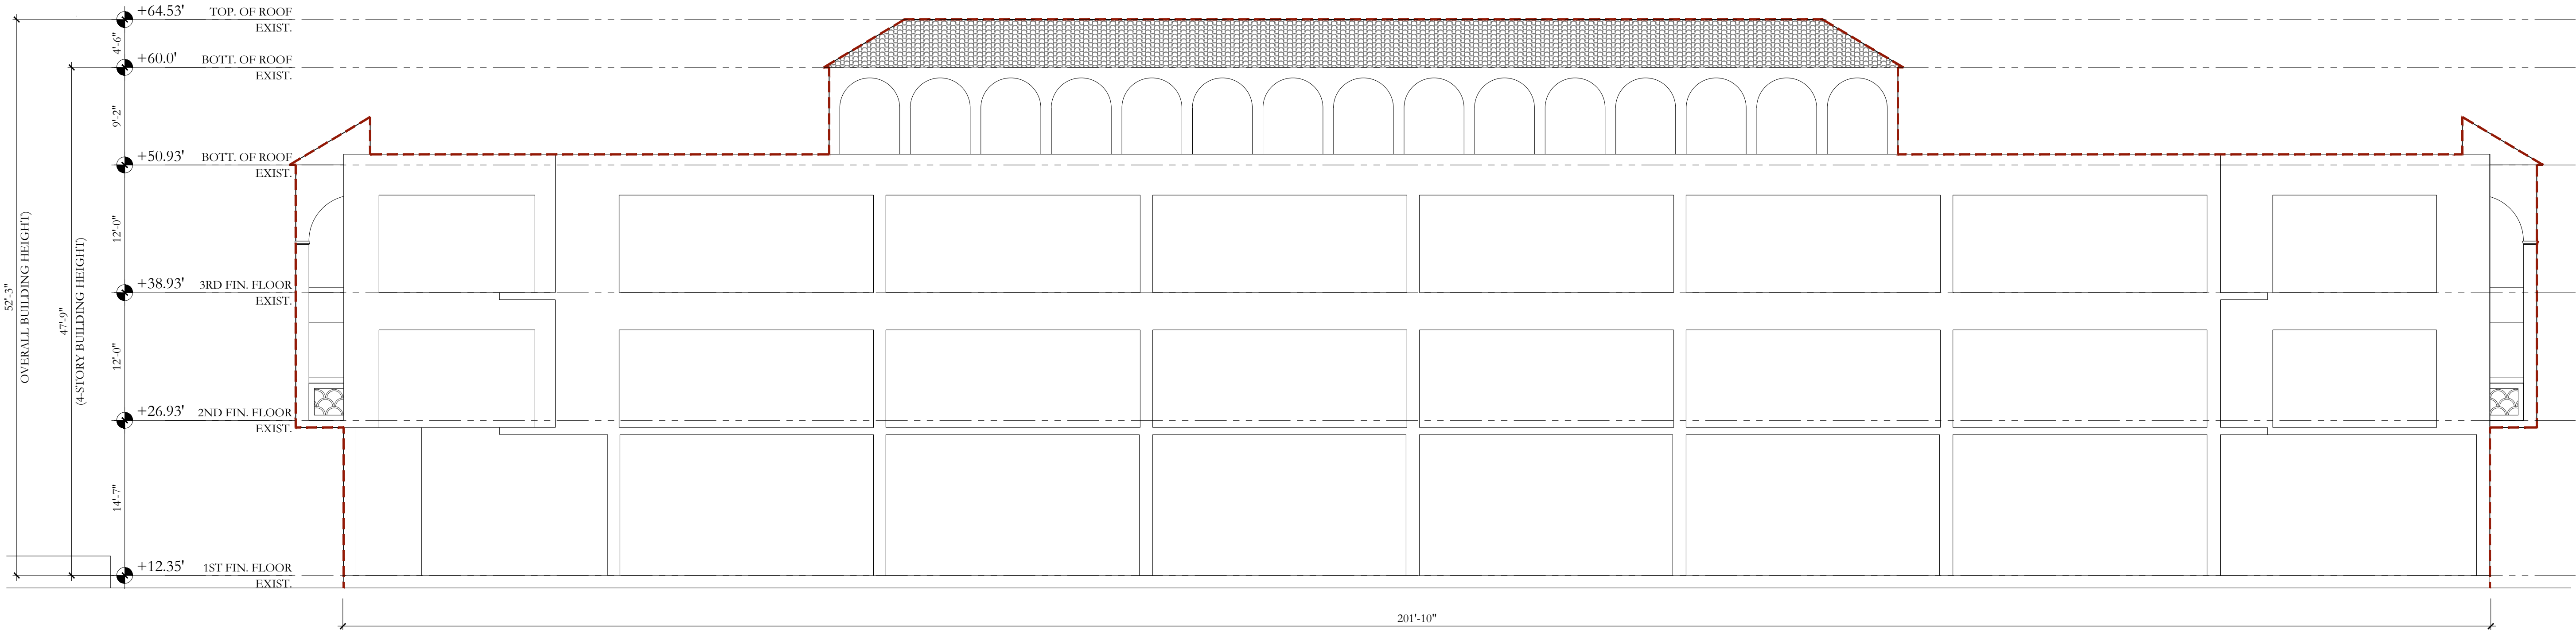 +64.53' TOP. OF ROOF
EXIST.
4'-6"
+60.0' BOTT. OF ROOF
EXIST.
9'-2"
+50.93' BOTT. OF ROOF
EXIST.
12'-0"
+38.93' 3RD FIN. FLOOR
EXIST.
12'-0"
+26.93' 2ND FIN. FLOOR
EXIST.
14'-7"
+12.35' 1ST FIN. FLOOR
EXIST.
52'-3"
OVERALL BUILDING HEIGHT)
47'-9"
(4-STORY BUILDING HEIGHT)
201'-10"